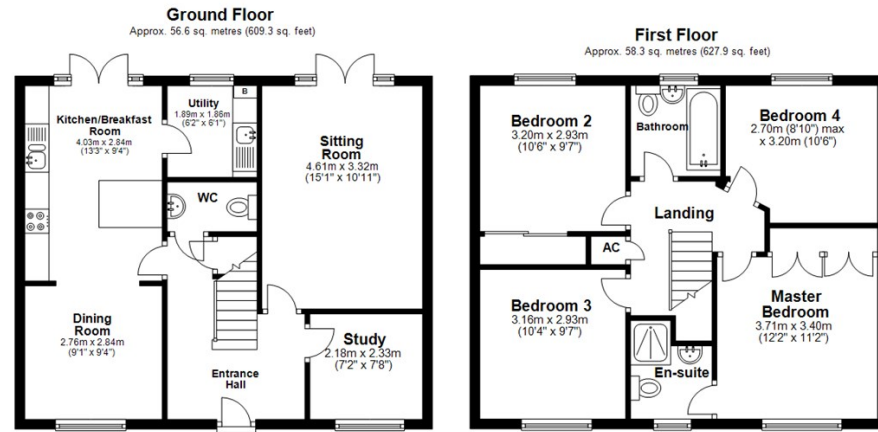 Ground Floor
Approx. 56.6 sq. metres (609.3 sq. feet)
Kitchen/Breakfast
Room
4.03m x 2.84m
(13'3" x 9'4")
Utility
1.89m x 1.86m
(6'2" x 6'1")
B
Sitting
Room
4.61m x 3.32m
(15'1" x 10'11")
WC
Dining
Room
2.76m x 2.84m
(9'1" x 9'4")
Entrance
Hall
Study
2.18m x 2.33m
(7'2" x 7'8")
First Floor
Approx. 58.3 sq. metres (627.9 sq. feet)
Bedroom 2
3.20m x 2.93m
(10'6" x 9'7")
Bathroom
Bedroom 4
2.70m (8'10") max
x 3.20m (10'6")
Landing
AC
Bedroom 3
3.16m x 2.93m
(10'4" x 9'7")
Master
Bedroom
3.71m x 3.40m
(12'2" x 11'2")
En-suite